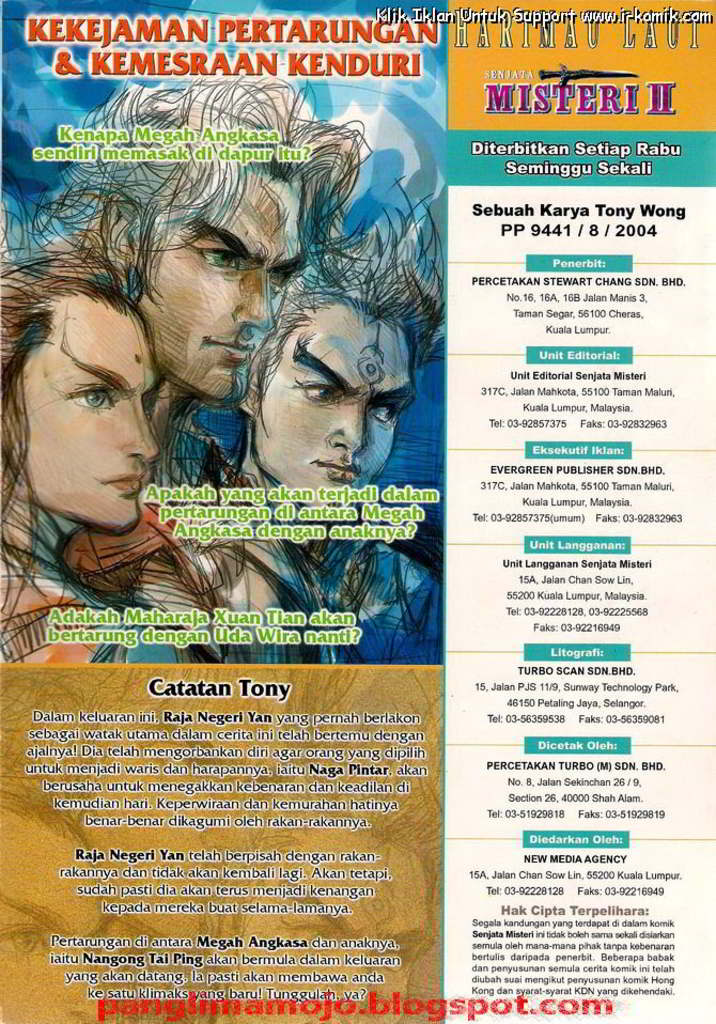 Klik Iklan Untuk Support www.i-komik.com
KEKEJAMAN PERTARUNGAN
& KEMESRAAN KENDURI
Kenapa Megah Angkasa
sendiri memasak di dapur itu?
Apakah yang akan terjadi dalam
pertarungan di antara Megah
Angkasa dengan anaknya?
Adakah Maharaja Xuan Tian akan
bertarung dengan Uda Wira nanti?
Catatan Tony
Dalam keluaran ini, Raja Negeri Yan yang pernah berlakon
sebagai watak utama dalam cerita ini telah bertemu dengan
ajalnya! Dia telah mengorbankan diri agar orang yang dipilih
untuk menjadi waris dan harapannya, iaitu Naga Pintar, akan
berusaha untuk menegakkan kebenaran dan keadilan di
kemudian hari. Keperwiraan dan kemurahan hatinya
benar-benar dikagumi oleh rakan-rakannya.
Raja Negeri Yan telah berpisah dengan rakan-
rakannya dan tidak akan kembali lagi. Akan tetapi,
sudah pasti dia akan terus menjadi kenangan
kepada mereka buat selama-lamanya.
Pertarungan di antara Megah Angkasa dan anaknya,
iaitu Nangong Tai Ping akan bermula dalam keluaran
yang akan datang. Ia pasti akan membawa anda
ke satu klimaks yang baru! Tunggulah, ya?
HARIMAU LAUT
SENJATA
MISTERI II
Diterbitkan Setiap Rabu
Seminggu Sekali
Sebuah Karya Tony Wong
PP 9441 / 8 / 2004
Penerbit:
PERCETAKAN STEWART CHANG SDN. BHD.
No.16, 16A, 16B Jalan Manis 3,
Taman Segar, 56100 Cheras,
Kuala Lumpur.
Unit Editorial:
Unit Editorial Senjata Misteri
317C, Jalan Mahkota, 55100 Taman Maluri,
Kuala Lumpur, Malaysia.
Tel: 03-92857375 Faks: 03-92832963
Eksekutif Iklan:
EVERGREEN PUBLISHER SDN.BHD.
317C, Jalan Mahkota, 55100 Taman Maluri,
Kuala Lumpur, Malaysia.
Tel: 03-92857375(umum) Faks: 03-92832963
Unit Langganan:
Unit Langganan Senjata Misteri
15A, Jalan Chan Sow Lin,
55200 Kuala Lumpur, Malaysia.
Tel: 03-92228128, 03-92225568
Faks: 03-92216949
Litografi:
TURBO SCAN SDN.BHD.
15, Jalan PJS 11/9, Sunway Technology Park,
46150 Petaling Jaya, Selangor.
Tel: 03-56359538 Faks: 03-56359081
Dicetak Oleh:
PERCETAKAN TURBO (M) SDN. BHD.
No. 8, Jalan Sekinchan 26 / 9,
Section 26, 40000 Shah Alam.
Tel: 03-51929818 Faks: 03-51929819
Diedarkan Oleh:
NEW MEDIA AGENCY
15A, Jalan Chan Sow Lin, 55200 Kuala Lumpur.
Tel: 03-92228128 Faks: 03-92216949
Hak Cipta Terpelihara:
Segala kandungan yang terdapat di dalam komik
Senjata Misteri ini tidak boleh sama sekali disiarkan
semula oleh mana-mana pihak tanpa kebenaran
bertulis daripada penerbit. Beberapa babak
dan penyusunan semula cerita komik ini telah
diubah suai mengikut penyusunan komik Hong
Kong dan syarat-syarat KDN yang dikehendaki.
panglimamojo.blogspot.com